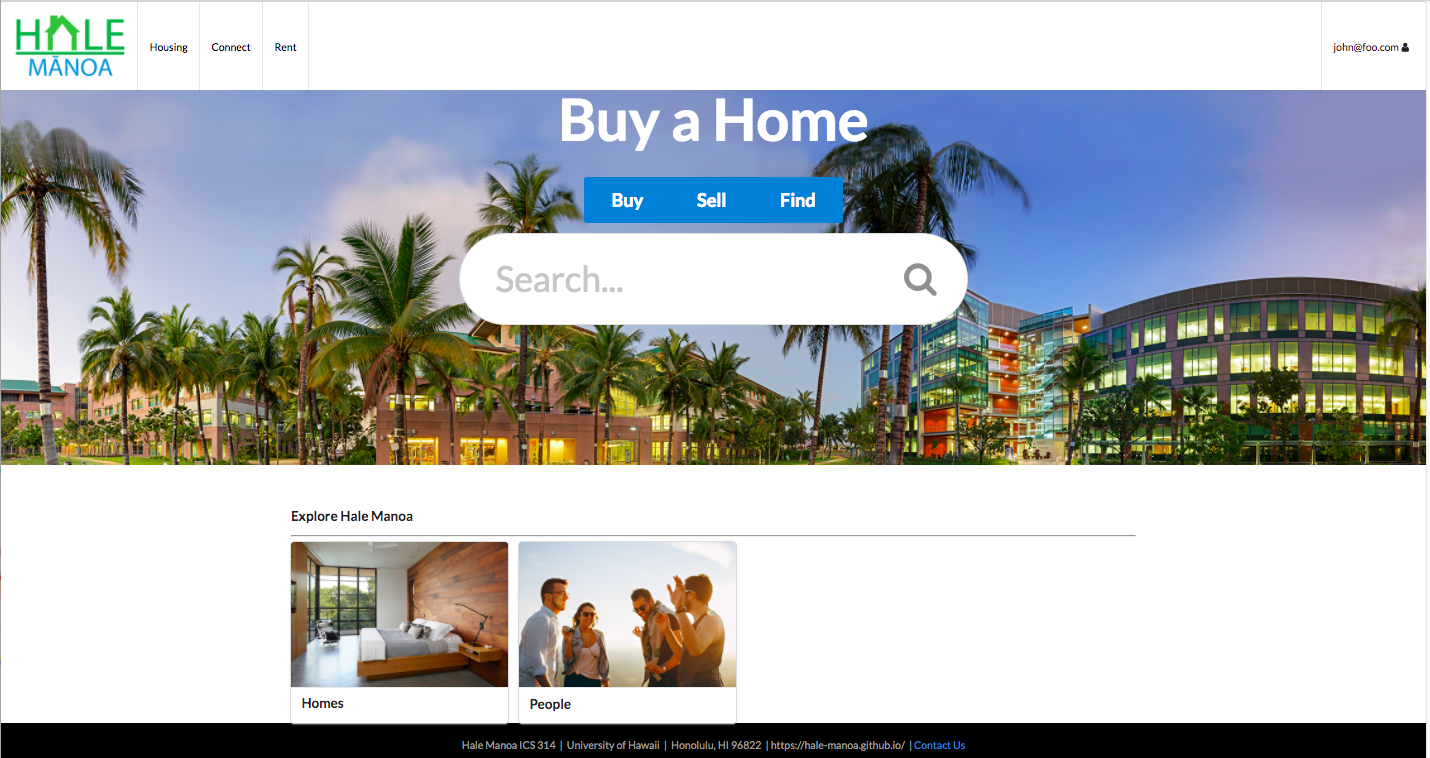 HALE
MĀNOA
Housing
Connect
Rent
john@foo.com
Buy a Home
Buy
Sell
Find
Search...
Explore Hale Manoa
Homes
People
Hale Manoa ICS 314 | University of Hawaii | Honolulu, HI 96822 | https://hale-manoa.github.io/ | Contact Us